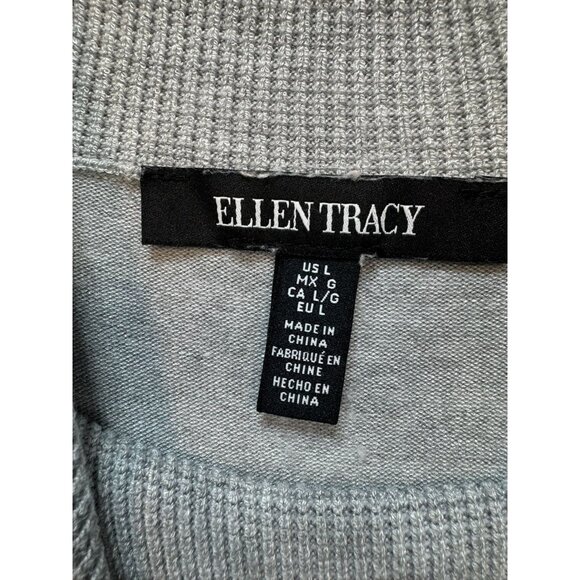 ELLEN TRACY
US L
MX G
CA L/G
EU L
MADE IN
CHINA
FABRIQUÉ EN
CHINE
HECHO EN
CHINA